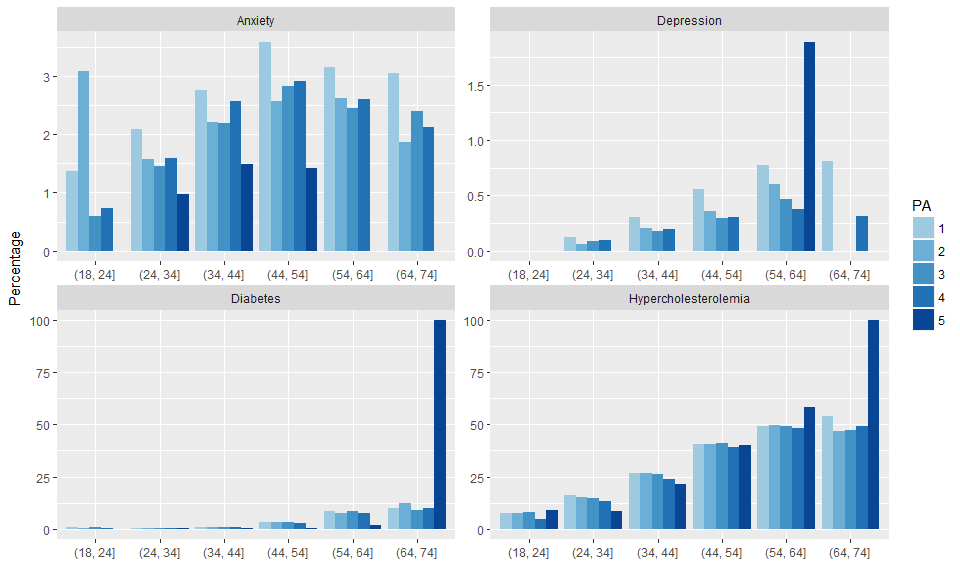 Anxiety
Depression
Percentage
3
2
1
0
1.5
1.0
0.5
0.0
(18, 24] (24, 34] (34, 44] (44, 54] (54, 64] (64, 74]
(18, 24] (24, 34] (34, 44] (44, 54] (54, 64] (64, 74]
Diabetes
Hypercholesterolemia
100
75
50
25
0
100
75
50
25
0
(18, 24] (24, 34] (34, 44] (44, 54] (54, 64] (64, 74]
(18, 24] (24, 34] (34, 44] (44, 54] (54, 64] (64, 74]
PA
1
2
3
4
5